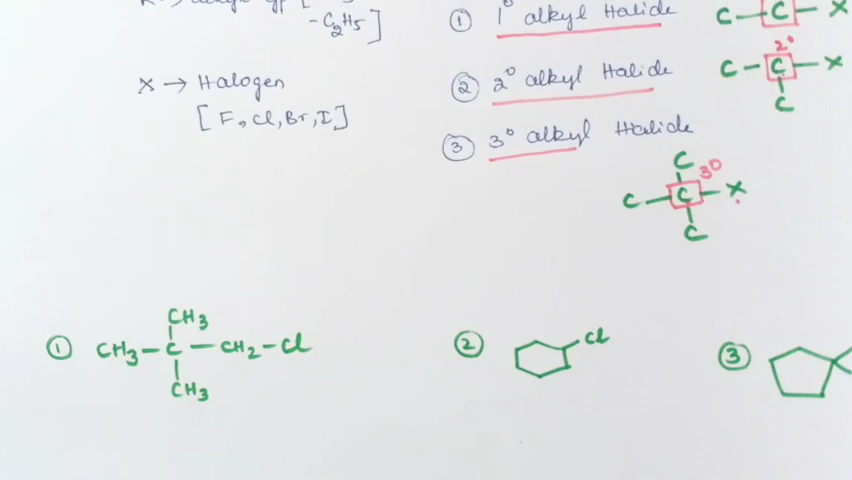 -C2H5]
X → Halogen
[F, Cl, Br, I]
① 1° alkyl Halide
C-C-X
② 2° alkyl Halide
2°
C-C-X
C
③ 3° alkyl Halide
C 3°
C-C-X
C
① CH3
CH3-C-CH2-Cl
CH3
② Cl
③